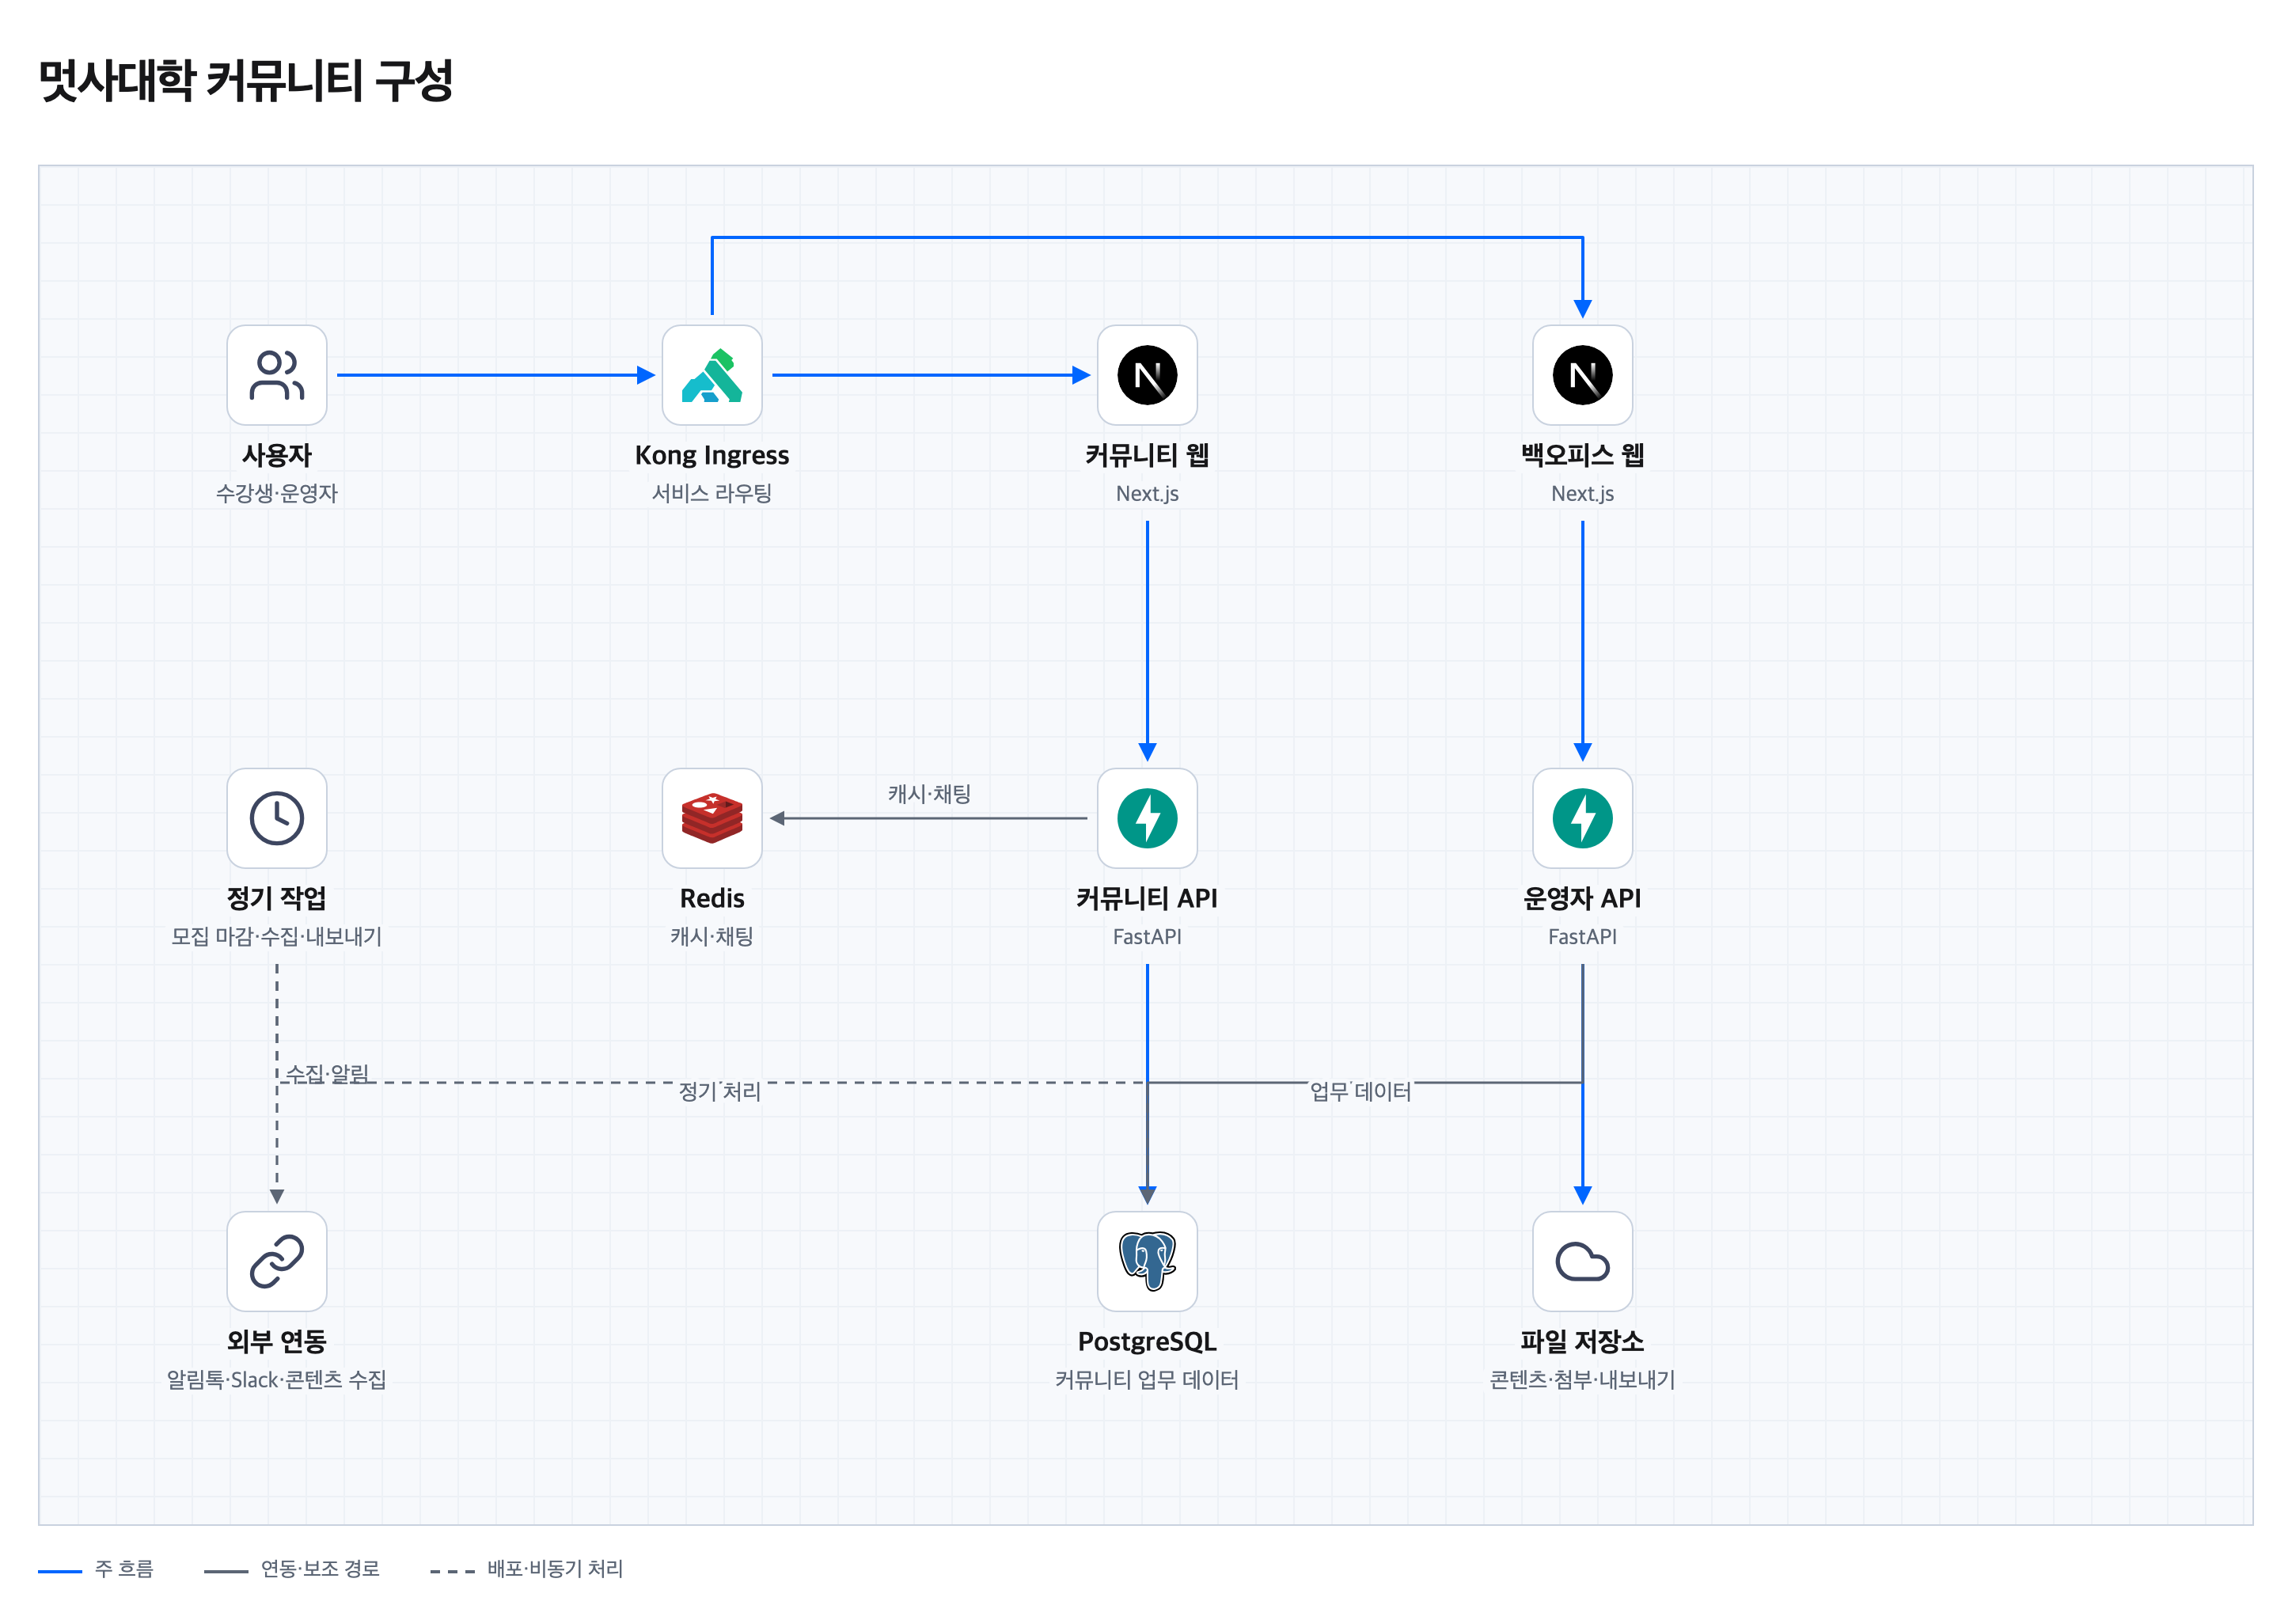 멋사대학 커뮤니티 구성
사용자
수강생·운영자
Kong Ingress
서비스 라우팅
커뮤니티 웹
Next.js
백오피스 웹
Next.js
캐시·채팅
정기 작업
모집 마감·수집·내보내기
Redis
캐시·채팅
커뮤니티 API
FastAPI
운영자 API
FastAPI
수집·알림
정기 처리
업무 데이터
외부 연동
알림톡·Slack·콘텐츠 수집
PostgreSQL
커뮤니티 업무 데이터
파일 저장소
콘텐츠·첨부·내보내기
주 흐름
연동·보조 경로
배포·비동기 처리